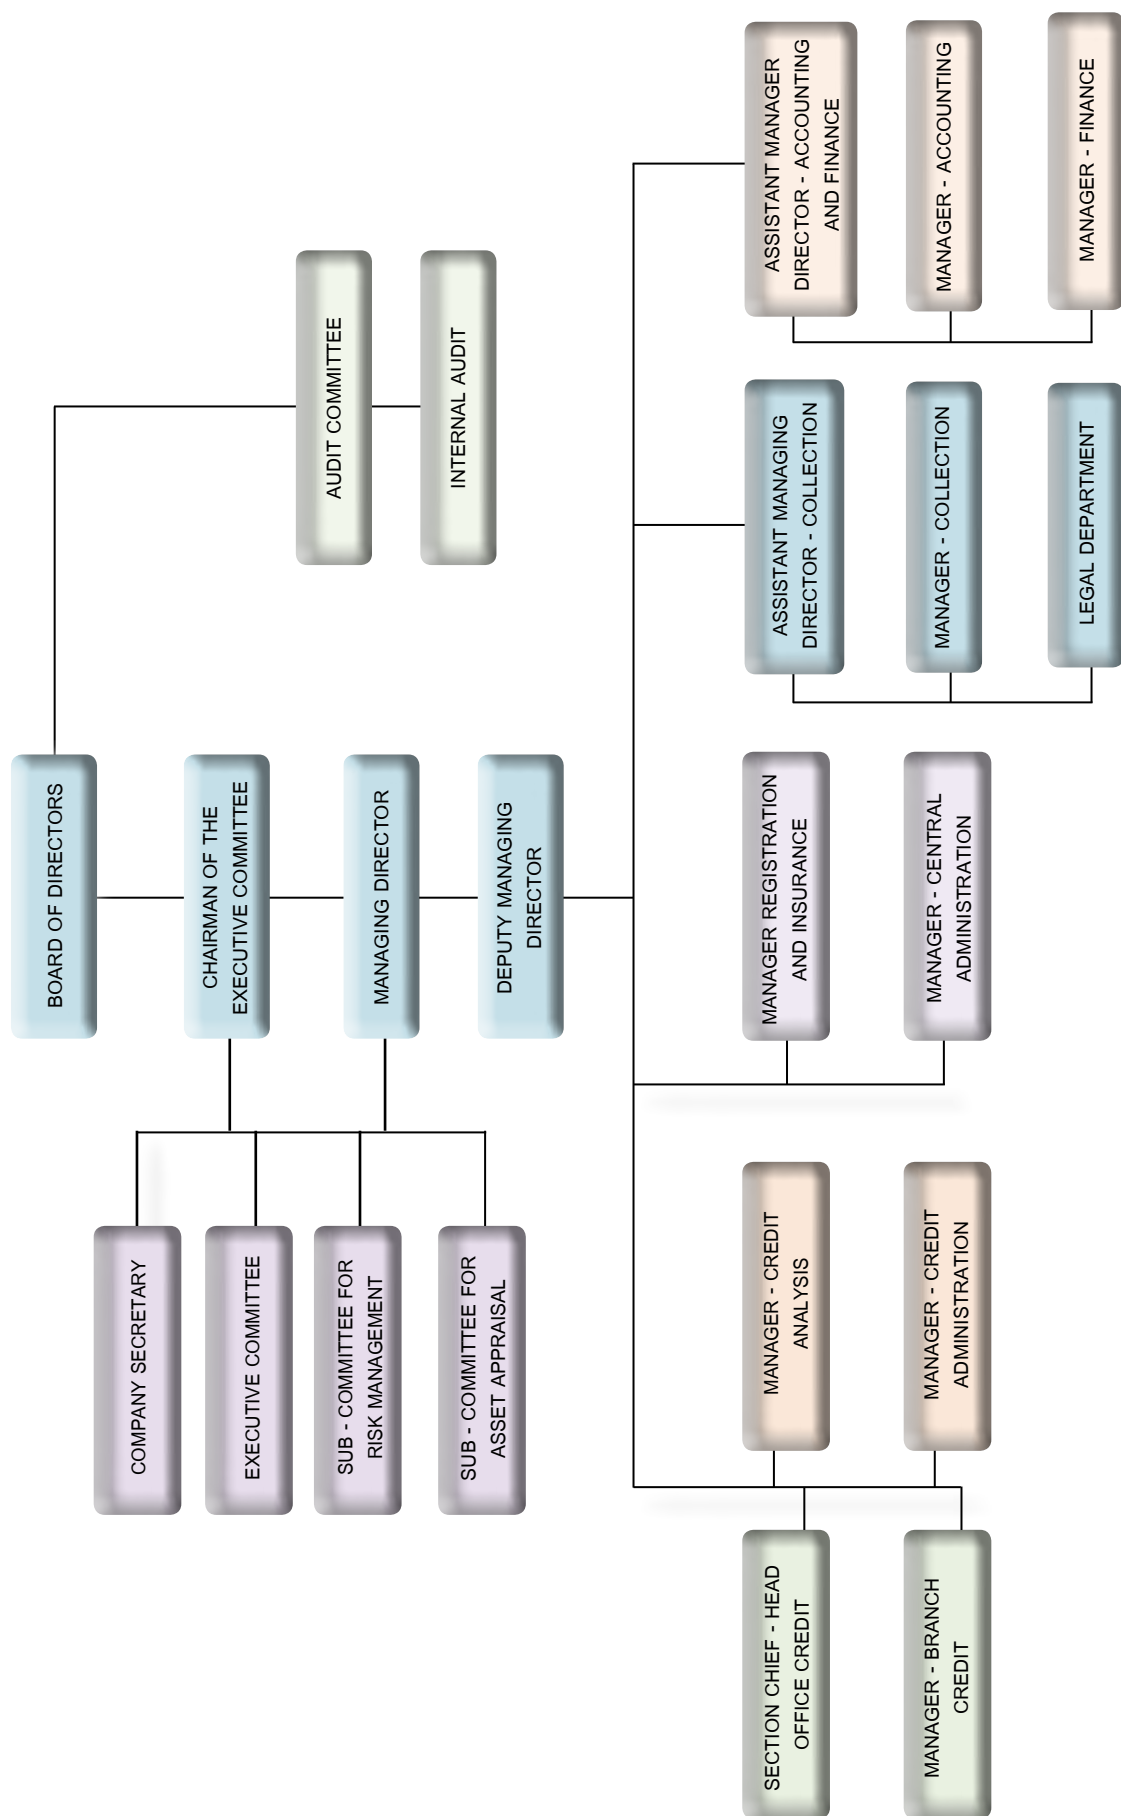 BOARD OF DIRECTORS
CHAIRMAN OF THE
EXECUTIVE COMMITTEE
MANAGING DIRECTOR
DEPUTY MANAGING
DIRECTOR
COMPANY SECRETARY
EXECUTIVE COMMITTEE
SUB - COMMITTEE FOR
RISK MANAGEMENT
SUB - COMMITTEE FOR
ASSET APPRAISAL
AUDIT COMMITTEE
INTERNAL AUDIT
SECTION CHIEF - HEAD
OFFICE CREDIT
MANAGER - BRANCH
CREDIT
MANAGER - CREDIT
ANALYSIS
MANAGER - CREDIT
ADMINISTRATION
MANAGER REGISTRATION
AND INSURANCE
MANAGER - CENTRAL
ADMINISTRATION
ASSISTANT MANAGING
DIRECTOR - COLLECTION
MANAGER - COLLECTION
LEGAL DEPARTMENT
ASSISTANT MANAGER
DIRECTOR - ACCOUNTING
AND FINANCE
MANAGER - ACCOUNTING
MANAGER - FINANCE